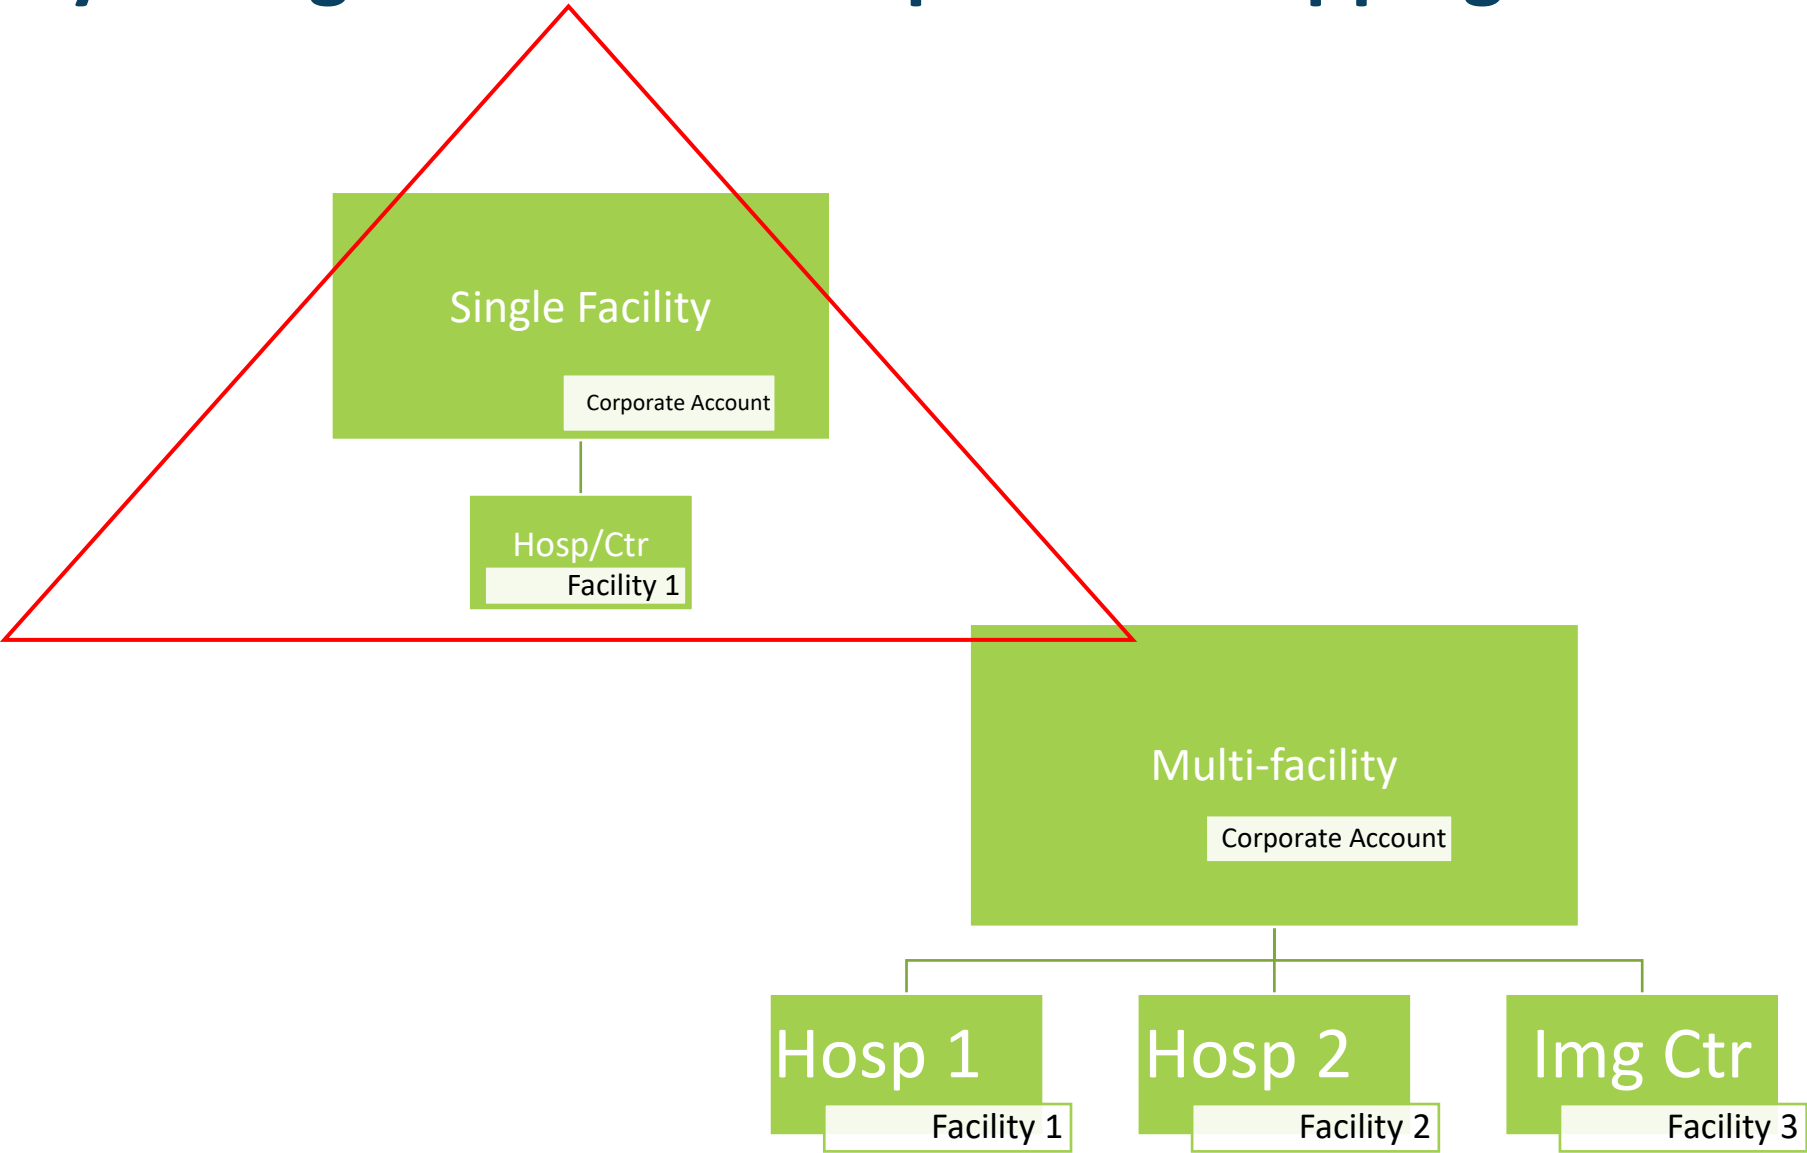 Single Facility
Corporate Account
Hosp/Ctr
Facility 1
Multi-facility
Corporate Account
Hosp 1
Facility 1
Hosp 2
Facility 2
Img Ctr
Facility 3